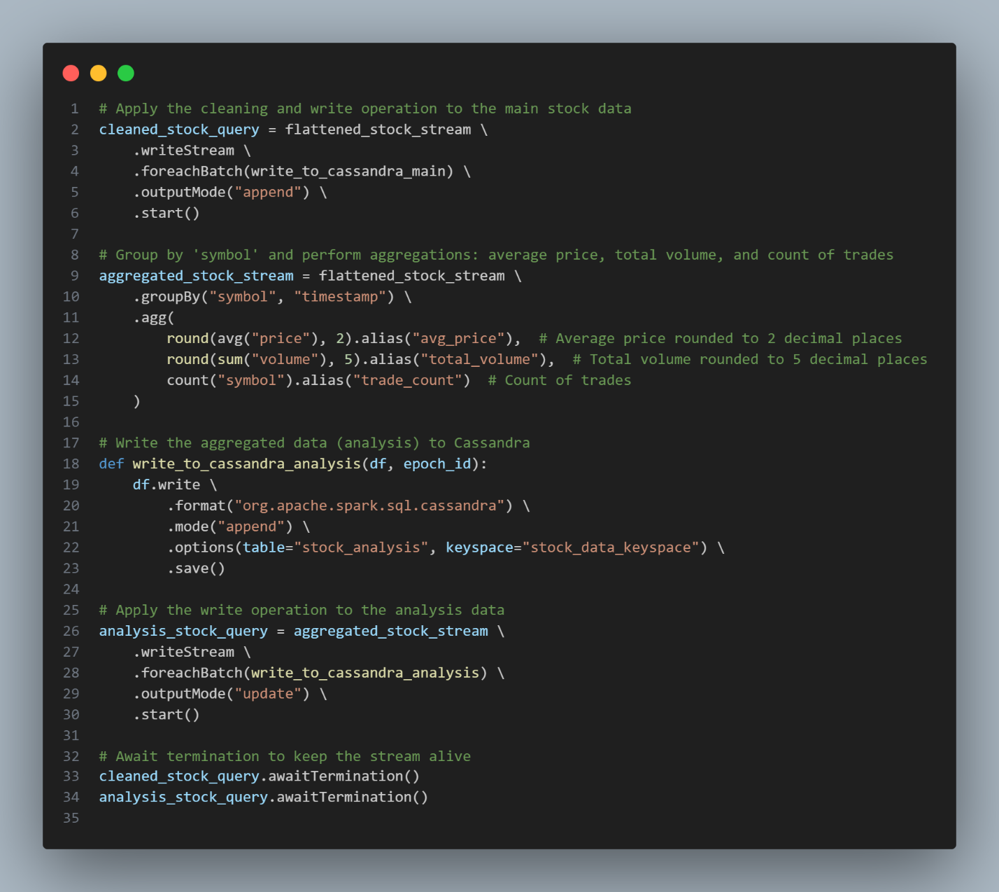 1 # Apply the cleaning and write operation to the main stock data
2 cleaned_stock_query = flattened_stock_stream \
3     .writeStream \
4     .foreachBatch(write_to_cassandra_main) \
5     .outputMode("append") \
6     .start()
7
8 # Group by 'symbol' and perform aggregations: average price, total volume, and count of trades
9 aggregated_stock_stream = flattened_stock_stream \
10     .groupBy("symbol", "timestamp") \
11     .agg(
12         round(avg("price"), 2).alias("avg_price"),  # Average price rounded to 2 decimal places
13         round(sum("volume"), 5).alias("total_volume"),  # Total volume rounded to 5 decimal places
14         count("symbol").alias("trade_count")  # Count of trades
15     )
16
17 # Write the aggregated data (analysis) to Cassandra
18 def write_to_cassandra_analysis(df, epoch_id):
19     df.write \
20         .format("org.apache.spark.sql.cassandra") \
21         .mode("append") \
22         .options(table="stock_analysis", keyspace="stock_data_keyspace") \
23         .save()
24
25 # Apply the write operation to the analysis data
26 analysis_stock_query = aggregated_stock_stream \
27     .writeStream \
28     .foreachBatch(write_to_cassandra_analysis) \
29     .outputMode("update") \
30     .start()
31
32 # Await termination to keep the stream alive
33 cleaned_stock_query.awaitTermination()
34 analysis_stock_query.awaitTermination()
35